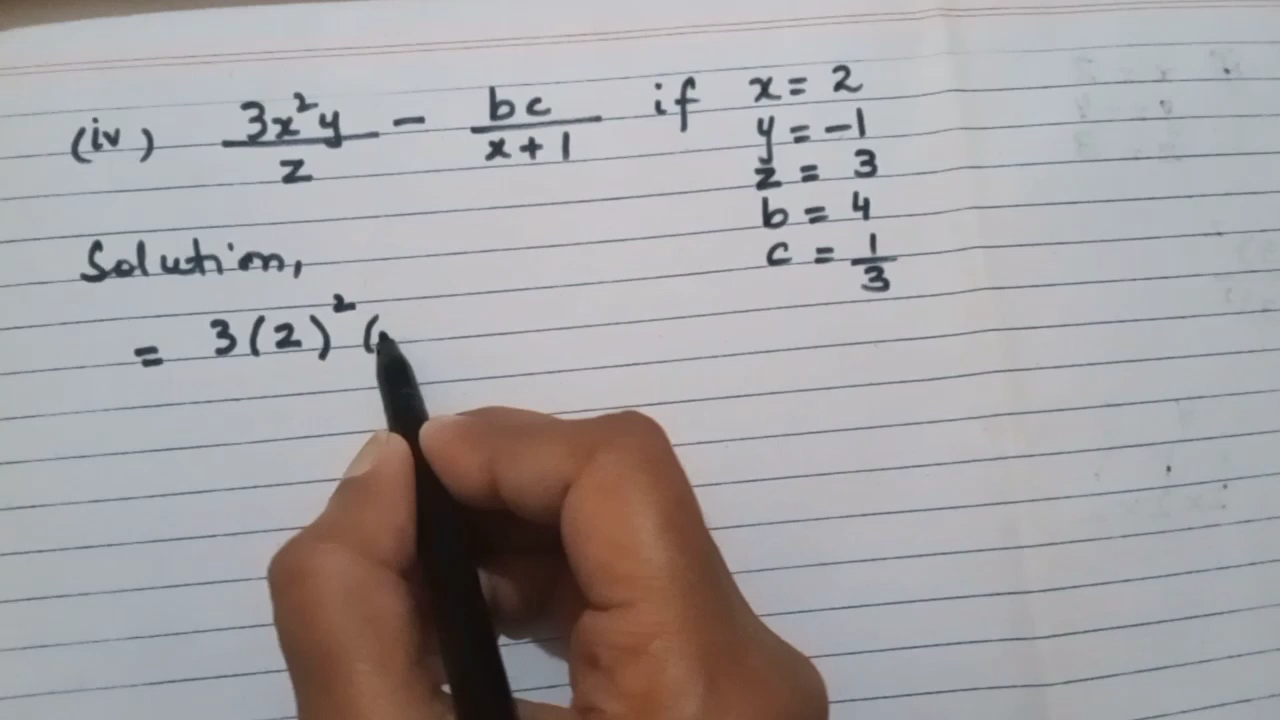 (iv) 3x²y/z - bc/x+1 if x = 2
y = -1
z = 3
b = 4
c = 1/3
Solution,
= 3(2)²(